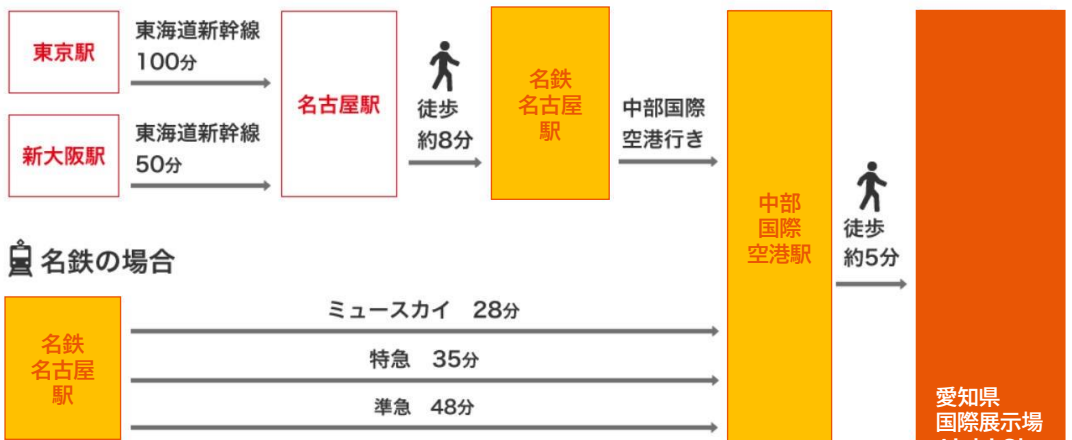 東京駅
東海道新幹線
100分
新大阪駅
東海道新幹線
50分
名古屋駅
徒歩
約8分
名鉄
名古屋
駅
中部国際
空港行き
中部
国際
空港駅
徒歩
約5分
名鉄の場合
名鉄
名古屋
駅
ミュースカイ 28分
特急 35分
準急 48分
愛知県
国際展示場